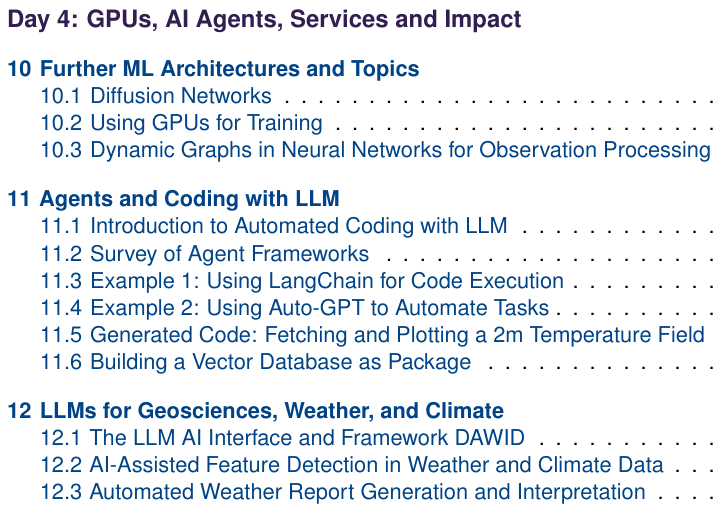 Day 4: GPUs, AI Agents, Services and Impact
10 Further ML Architectures and Topics
10.1 Diffusion Networks . . . . . . . . . . . . . . . . . . . . . . . . . . .
10.2 Using GPUs for Training . . . . . . . . . . . . . . . . . . . . . . . .
10.3 Dynamic Graphs in Neural Networks for Observation Processing
11 Agents and Coding with LLM
11.1 Introduction to Automated Coding with LLM . . . . . . . . . . . .
11.2 Survey of Agent Frameworks . . . . . . . . . . . . . . . . . . . . .
11.3 Example 1: Using LangChain for Code Execution . . . . . . . . .
11.4 Example 2: Using Auto-GPT to Automate Tasks . . . . . . . . . .
11.5 Generated Code: Fetching and Plotting a 2m Temperature Field
11.6 Building a Vector Database as Package . . . . . . . . . . . . . .
12 LLMs for Geosciences, Weather, and Climate
12.1 The LLM AI Interface and Framework DAWID . . . . . . . . . . .
12.2 AI-Assisted Feature Detection in Weather and Climate Data . . .
12.3 Automated Weather Report Generation and Interpretation . . . .